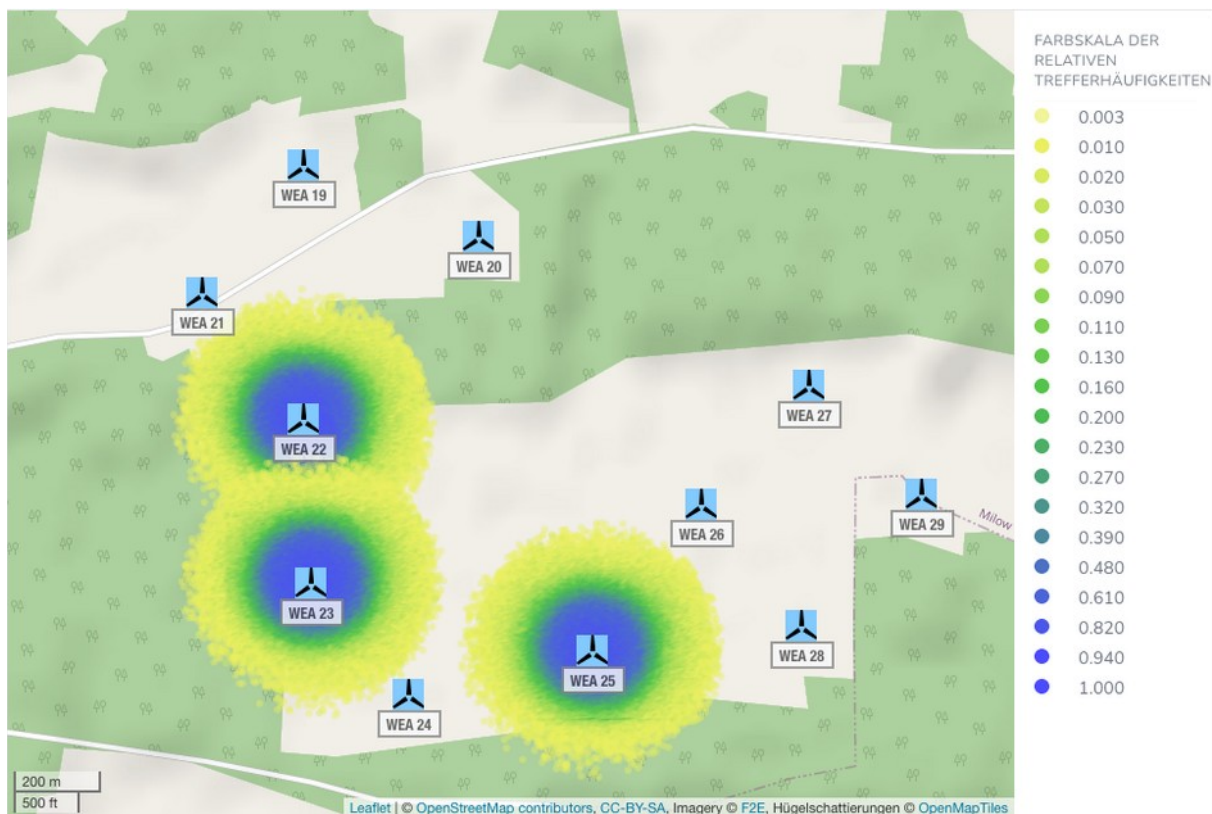 FARBSKALA DER
RELATIVEN
TREFFERHÄUFIGKEITEN
0.003
0.010
0.020
0.030
0.050
0.070
0.090
0.110
0.130
0.160
0.200
0.230
0.270
0.320
0.390
0.480
0.610
0.820
0.940
1.000
WEA 19
WEA 20
WEA 21
WEA 27
WEA 22
WEA 29
Milow
WEA 26
WEA 23
WEA 28
WEA 25
WEA 24
200 m
500 ft
Leaflet | © OpenStreetMap contributors, CC-BY-SA, Imagery © F2E, Hügelschattierungen © OpenMapTiles